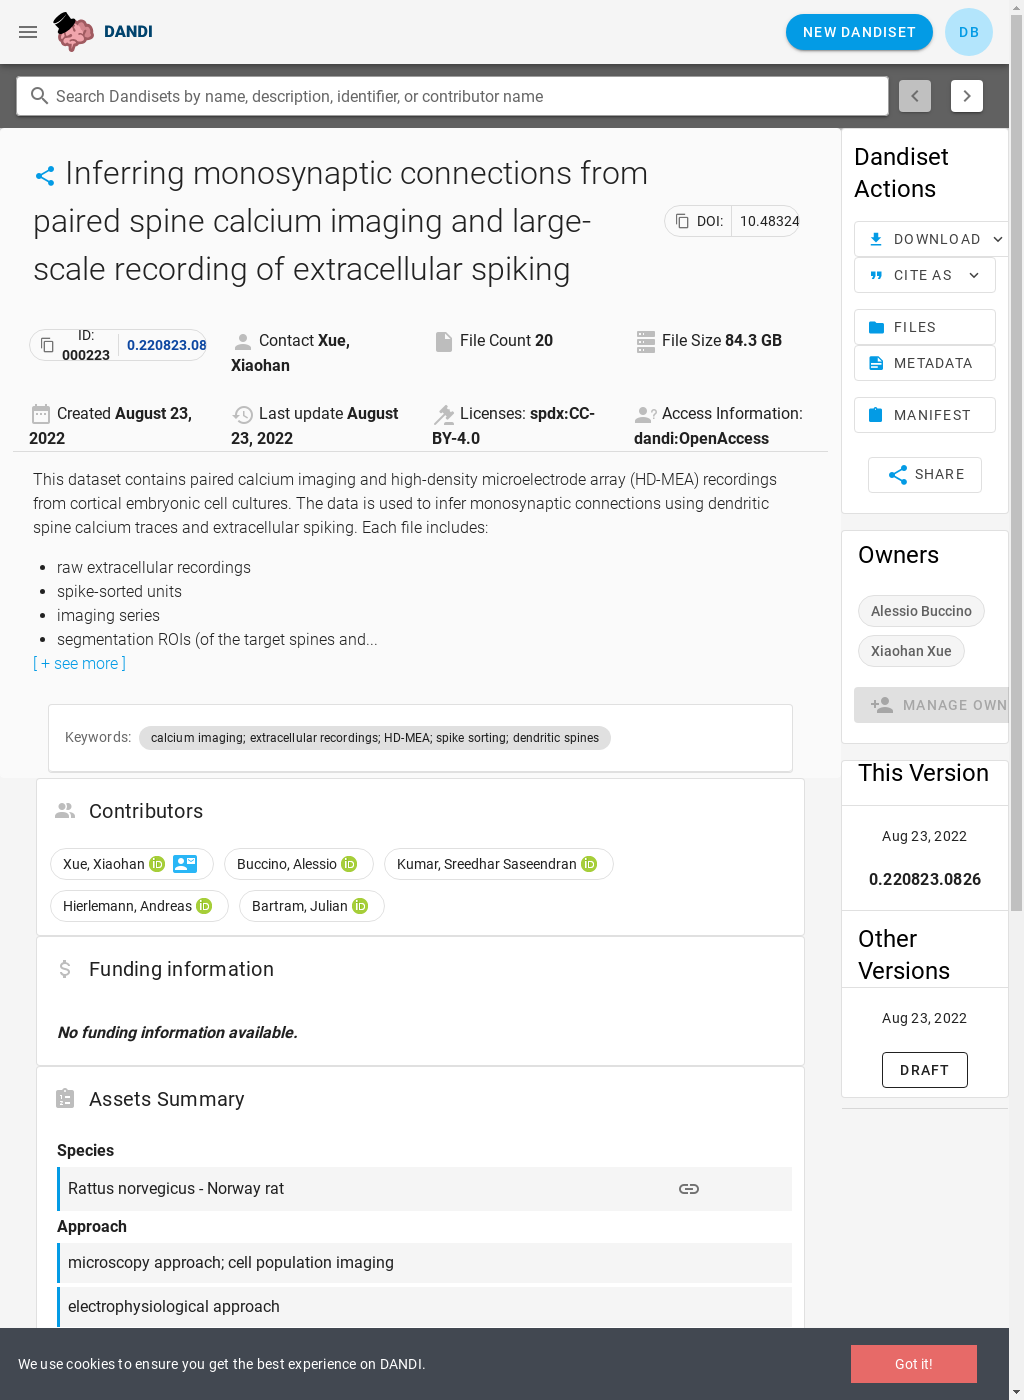 DANDI
NEW DANDISET
DB
Search Dandisets by name, description, identifier, or contributor name
Inferring monosynaptic connections from
paired spine calcium imaging and large-
scale recording of extracellular spiking
DOI:
10.48324
ID:
000223
0.220823.08
Contact Xue,
Xiaohan
File Count 20
File Size 84.3 GB
Created August 23,
2022
Last update August
23, 2022
Licenses: spdx:CC-
BY-4.0
Access Information:
dandi:OpenAccess
This dataset contains paired calcium imaging and high-density microelectrode array (HD-MEA) recordings
from cortical embryonic cell cultures. The data is used to infer monosynaptic connections using dendritic
spine calcium traces and extracellular spiking. Each file includes:
• raw extracellular recordings
• spike-sorted units
• imaging series
• segmentation ROIs (of the target spines and...
[ + see more ]
Keywords:
calcium imaging; extracellular recordings; HD-MEA; spike sorting; dendritic spines
Contributors
Xue, Xiaohan iD
Buccino, Alessio iD
Kumar, Sreedhar Saseendran iD
Hierlemann, Andreas iD
Bartram, Julian iD
Funding information
No funding information available.
Assets Summary
Species
Rattus norvegicus - Norway rat
Approach
microscopy approach; cell population imaging
electrophysiological approach
Dandiset
Actions
DOWNLOAD
CITE AS
FILES
METADATA
MANIFEST
SHARE
Owners
Alessio Buccino
Xiaohan Xue
MANAGE OWN
This Version
Aug 23, 2022
0.220823.0826
Other
Versions
Aug 23, 2022
DRAFT
We use cookies to ensure you get the best experience on DANDI.
Got it!